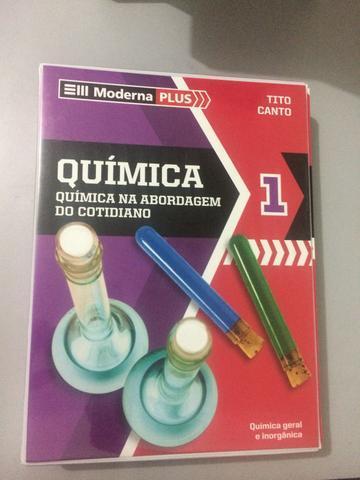 Moderna PLUS
TITO
CANTO
QUÍMICA
QUÍMICA NA ABORDAGEM
DO COTIDIANO
1
Química geral
e inorgânica